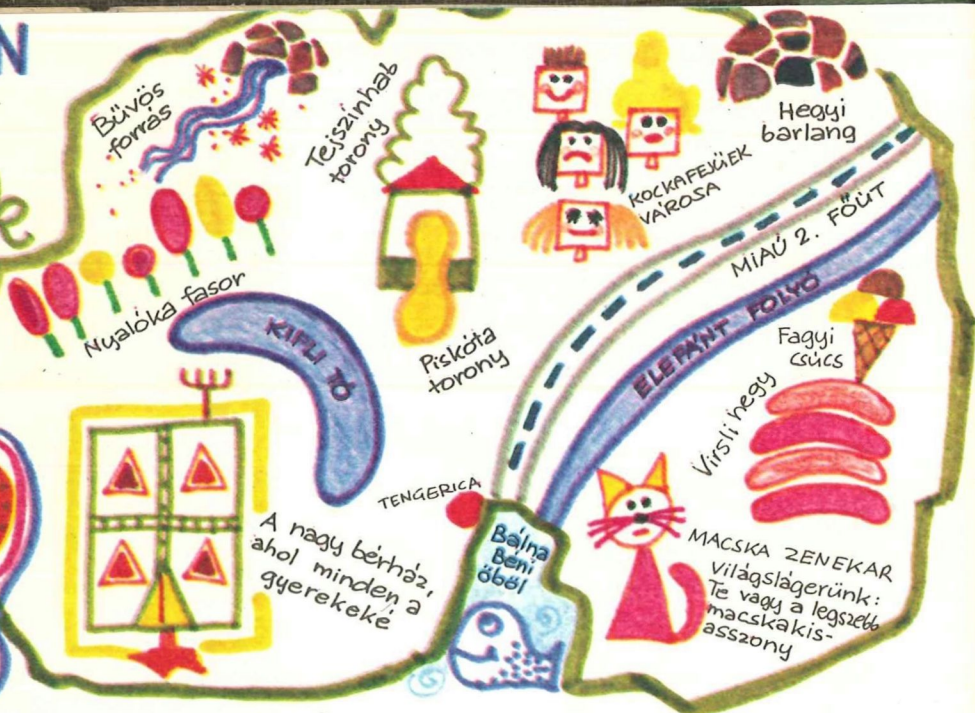 N
e
Bűvös
forrás
Tejszínhab
torony
Hegyi
barlang
KOCKAFEJŰEK
VÁROSA
MIAÚ 2. FŐÚT
Nyalóka fasor
KIFLI TÓ
Piskóta
torony
ELEFÁNT FOLYÓ
Fagyi
csúcs
Virsli hegy
TENGERICA
A nagy bérház,
ahol minden a
gyerekeké
Bálna
Beni
öböl
MACSKA ZENEKAR
Világslágerünk:
Te vagy a legszebb
macskakis-
asszony